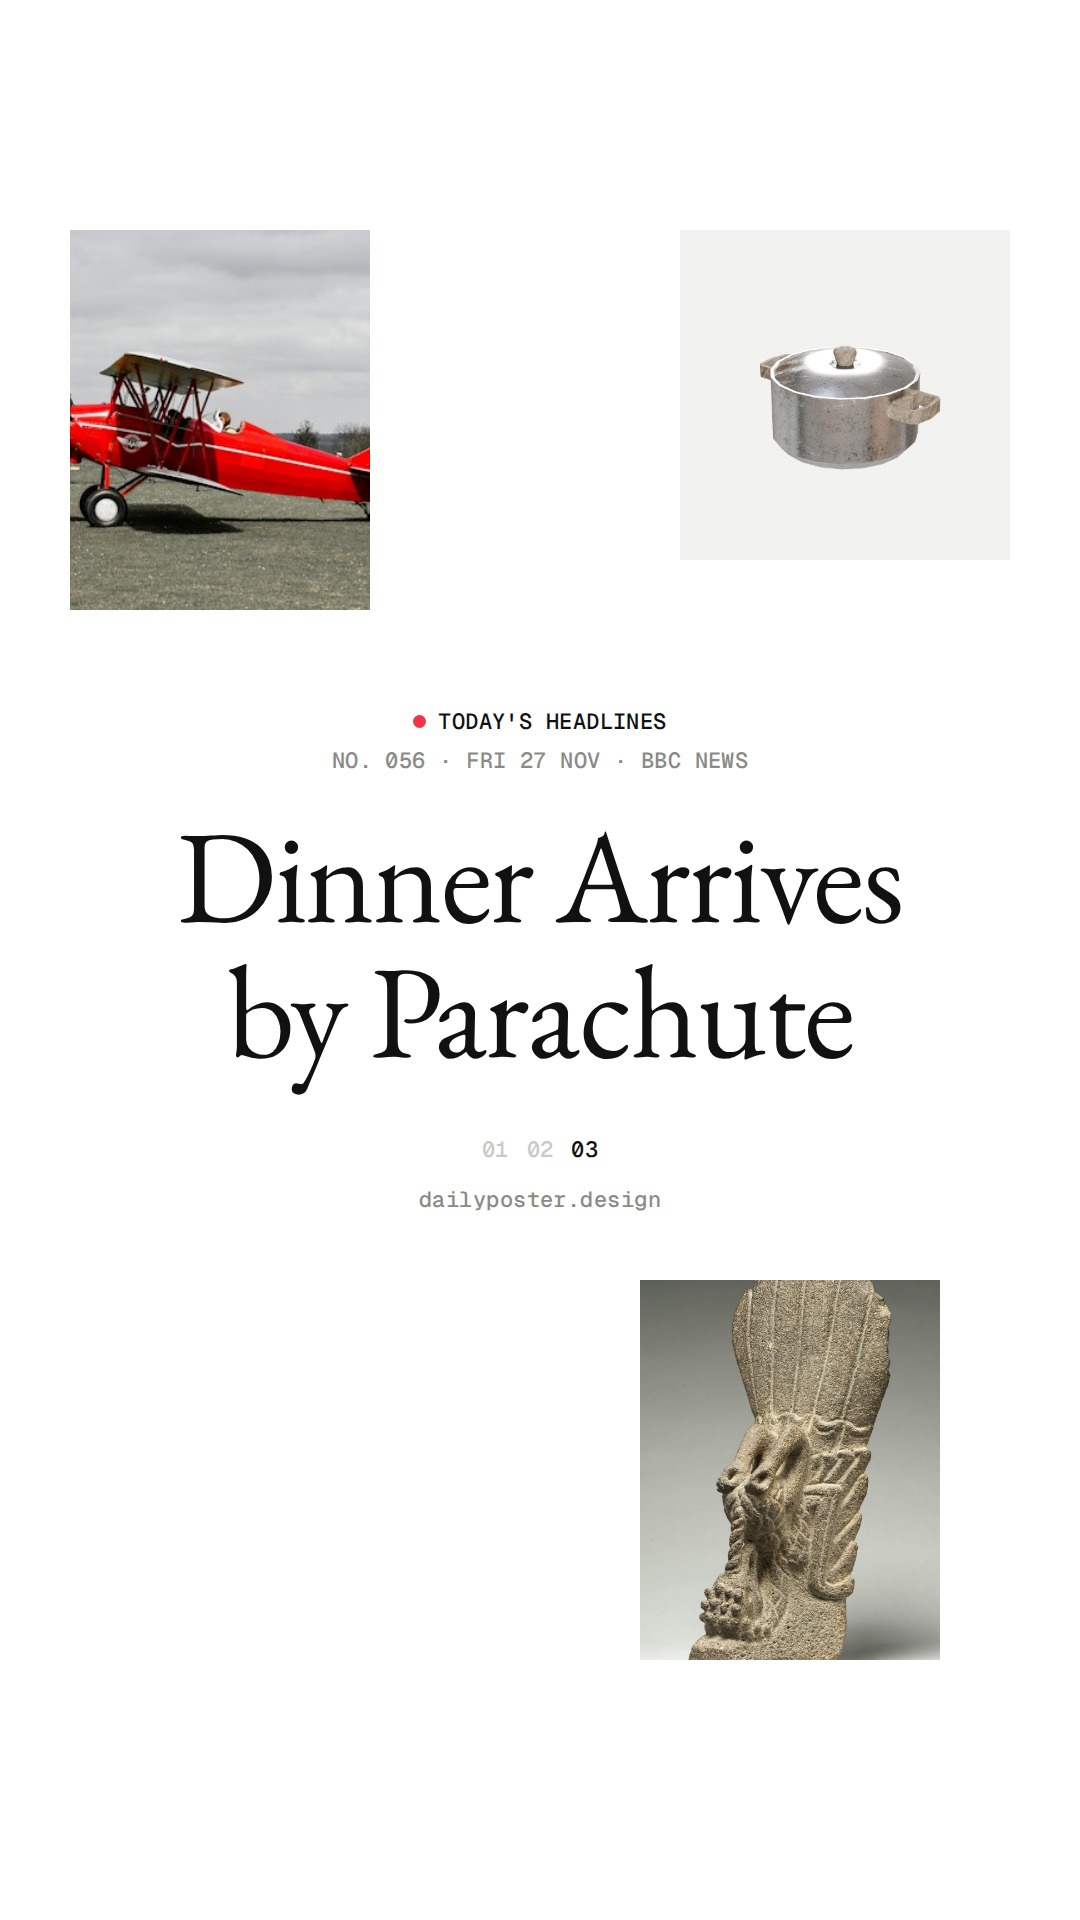 TODAY'S HEADLINES
NO. 056 · FRI 27 NOV · BBC NEWS
Dinner Arrives
by Parachute
01 02 03
dailyposter.design